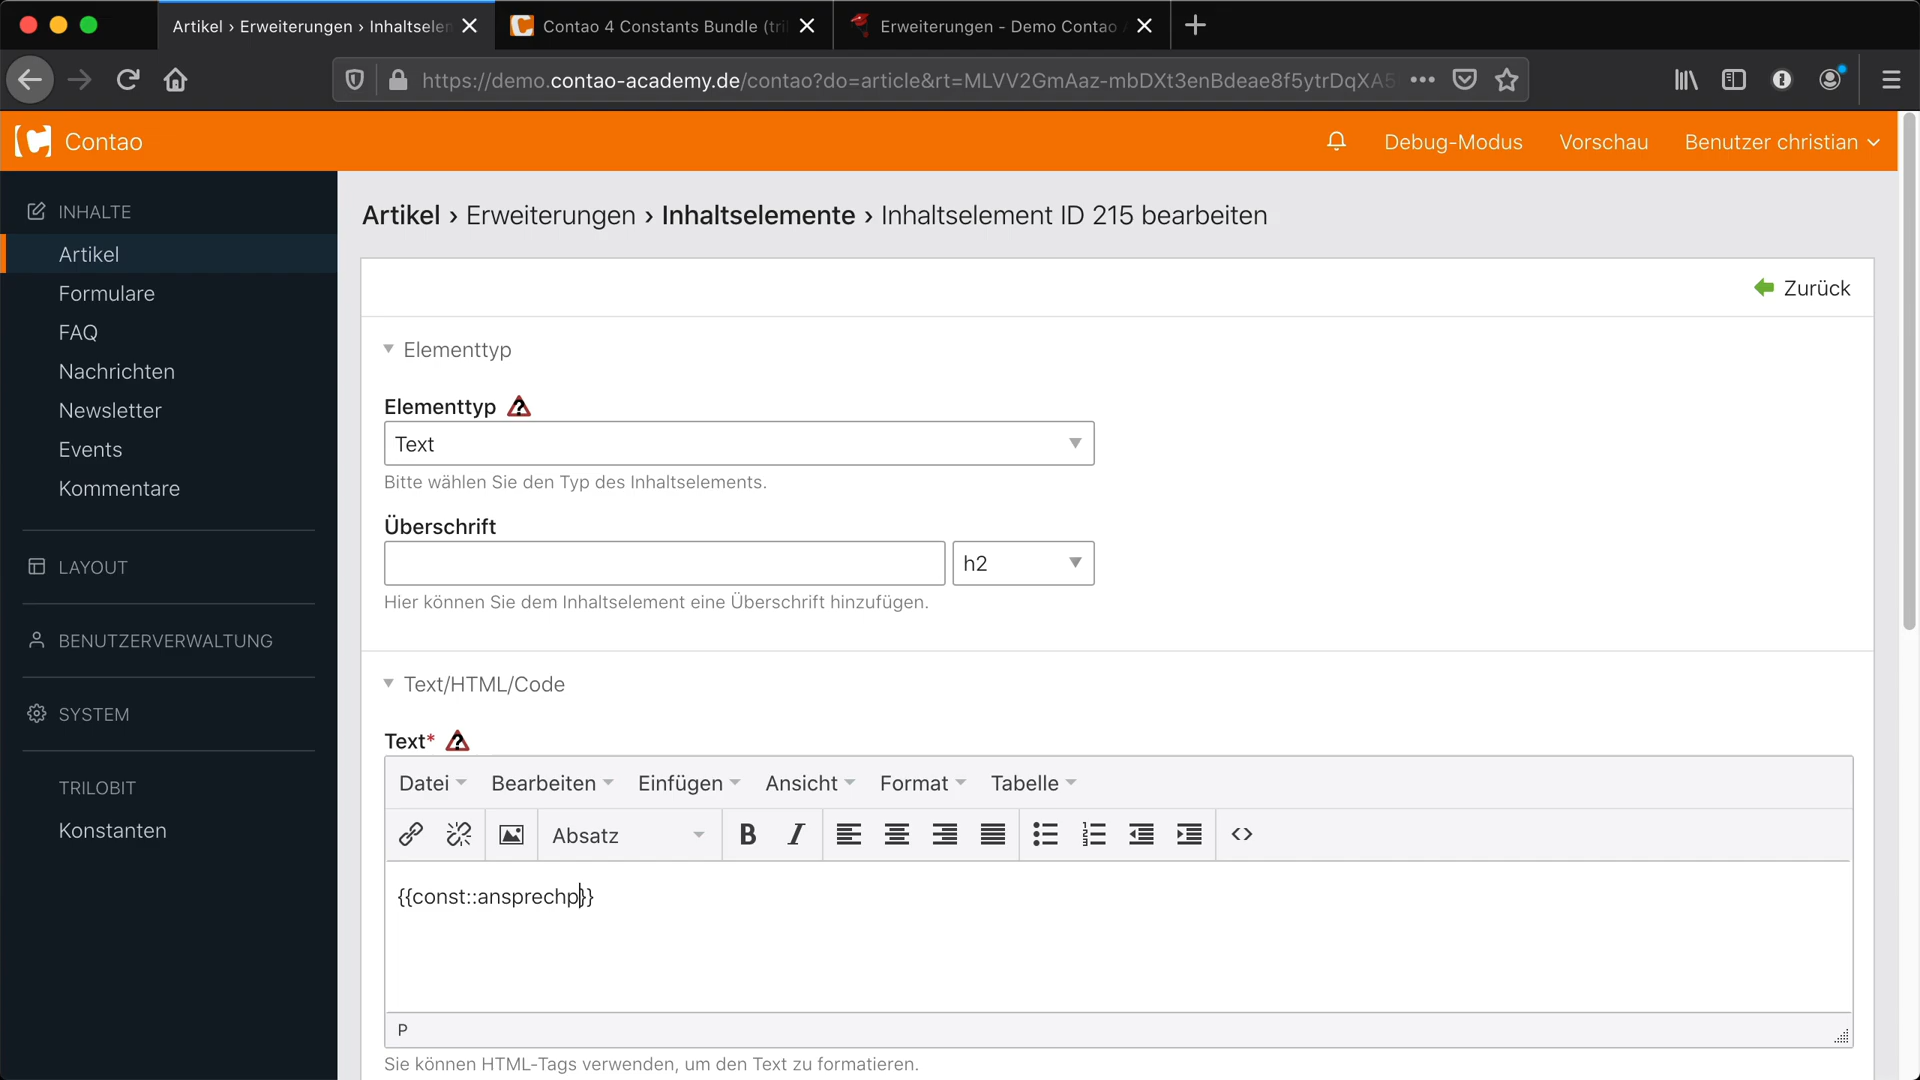 Artikel › Erweiterungen › Inhaltselen
Contao 4 Constants Bundle (tril
Erweiterungen - Demo Contao A
https://demo.contao-academy.de/contao?do=article&rt=MLVV2GmAaz-mbDXt3enBdeae8f5ytrDqXA5
Contao
Debug-Modus
Vorschau
Benutzer christian
INHALTE
Artikel
Formulare
FAQ
Nachrichten
Newsletter
Events
Kommentare
LAYOUT
BENUTZERVERWALTUNG
SYSTEM
TRILOBIT
Konstanten
Artikel › Erweiterungen › Inhaltselemente › Inhaltselement ID 215 bearbeiten
Zurück
Elementtyp
Elementtyp
Text
Bitte wählen Sie den Typ des Inhaltselements.
Überschrift
h2
Hier können Sie dem Inhaltselement eine Überschrift hinzufügen.
Text/HTML/Code
Text*
Datei Bearbeiten Einfügen Ansicht Format Tabelle
Absatz B I
{{const::ansprechp}}
P
Sie können HTML-Tags verwenden, um den Text zu formatieren.